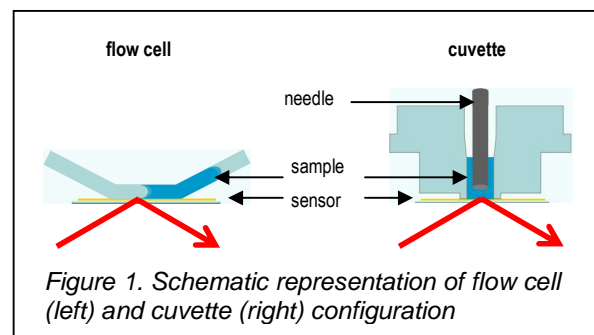 flow cell
cuvette
needle
sample
sensor
Figure 1. Schematic representation of flow cell
(left) and cuvette (right) configuration